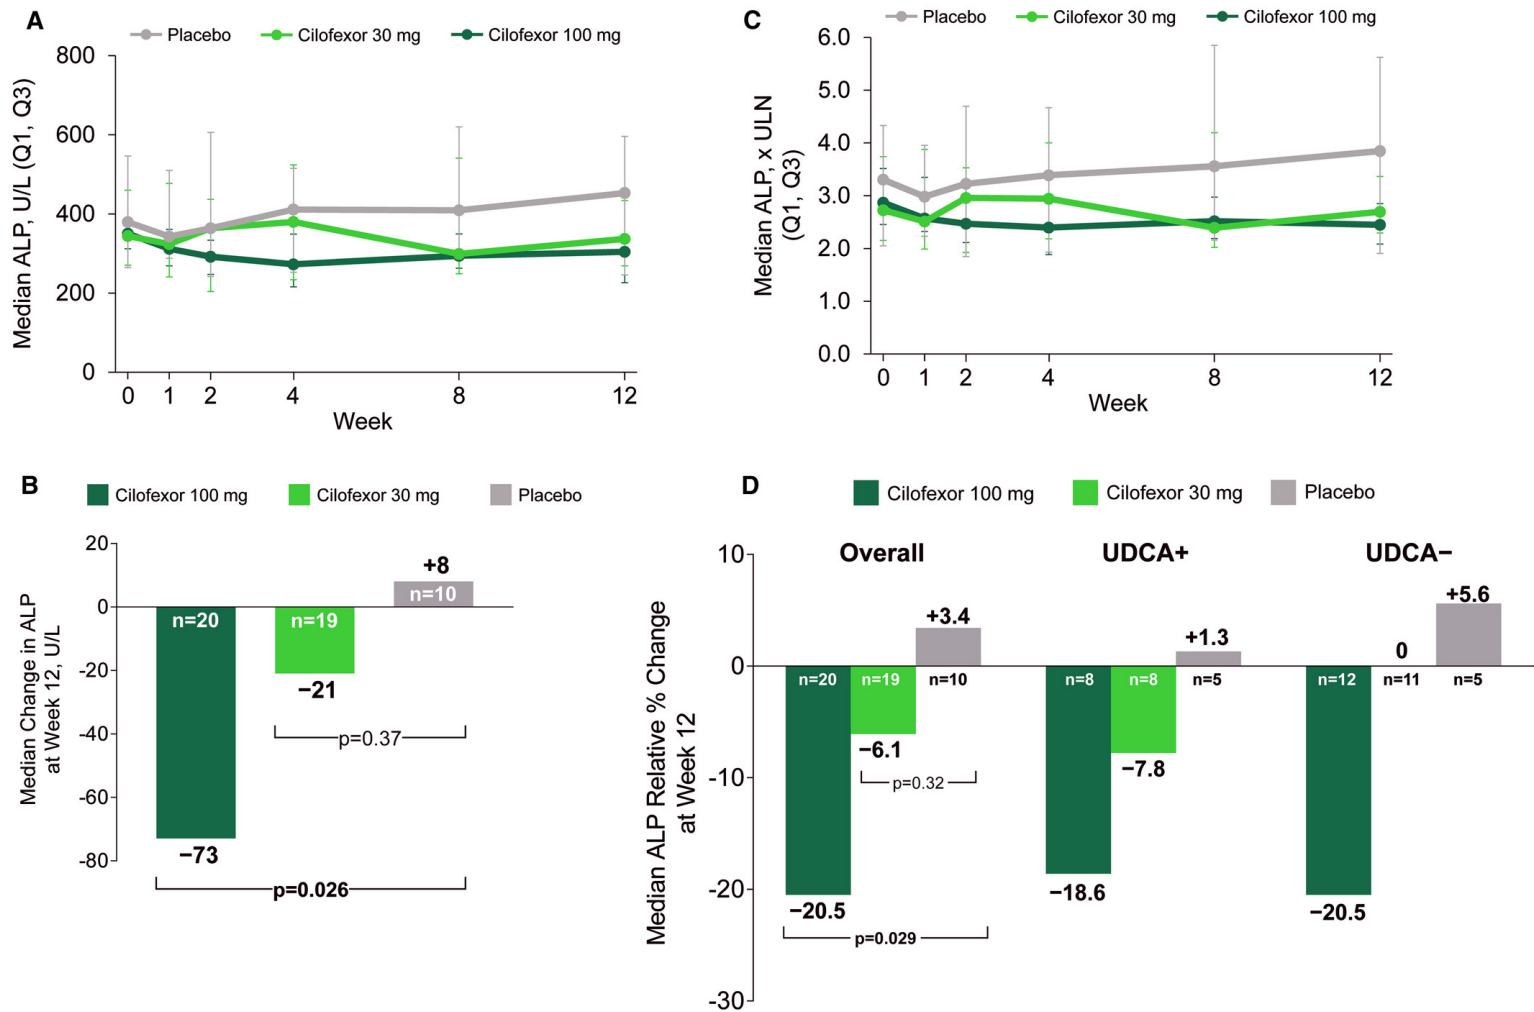 A
Placebo Cilofexor 30 mg Cilofexor 100 mg
Median ALP, U/L (Q1, Q3)
800
600
400
200
0
0 1 2 4 8 12
Week
C
Placebo Cilofexor 30 mg Cilofexor 100 mg
Median ALP, x ULN
(Q1, Q3)
6.0
5.0
4.0
3.0
2.0
1.0
0.0
0 1 2 4 8 12
Week
B
Cilofexor 100 mg Cilofexor 30 mg Placebo
Median Change in ALP
at Week 12, U/L
20
0
-20
-40
-60
-80
+8
n=20 n=19 n=10
−21
p=0.37
−73
p=0.026
D
Cilofexor 100 mg Cilofexor 30 mg Placebo
Median ALP Relative % Change
at Week 12
10
0
-10
-20
-30
Overall UDCA+ UDCA−
+3.4 +1.3 0 +5.6
n=20 n=19 n=10 n=8 n=8 n=5 n=12 n=11 n=5
−6.1 −7.8
p=0.32
−20.5 −18.6 −20.5
p=0.029